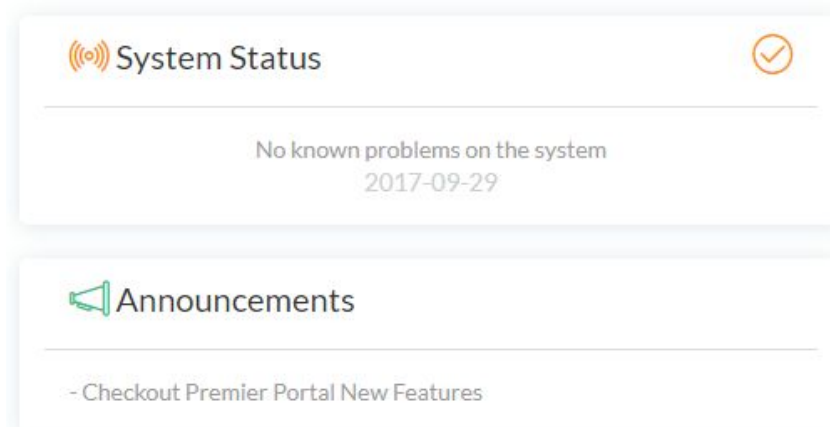 System Status
No known problems on the system
2017-09-29
Announcements
- Checkout Premier Portal New Features